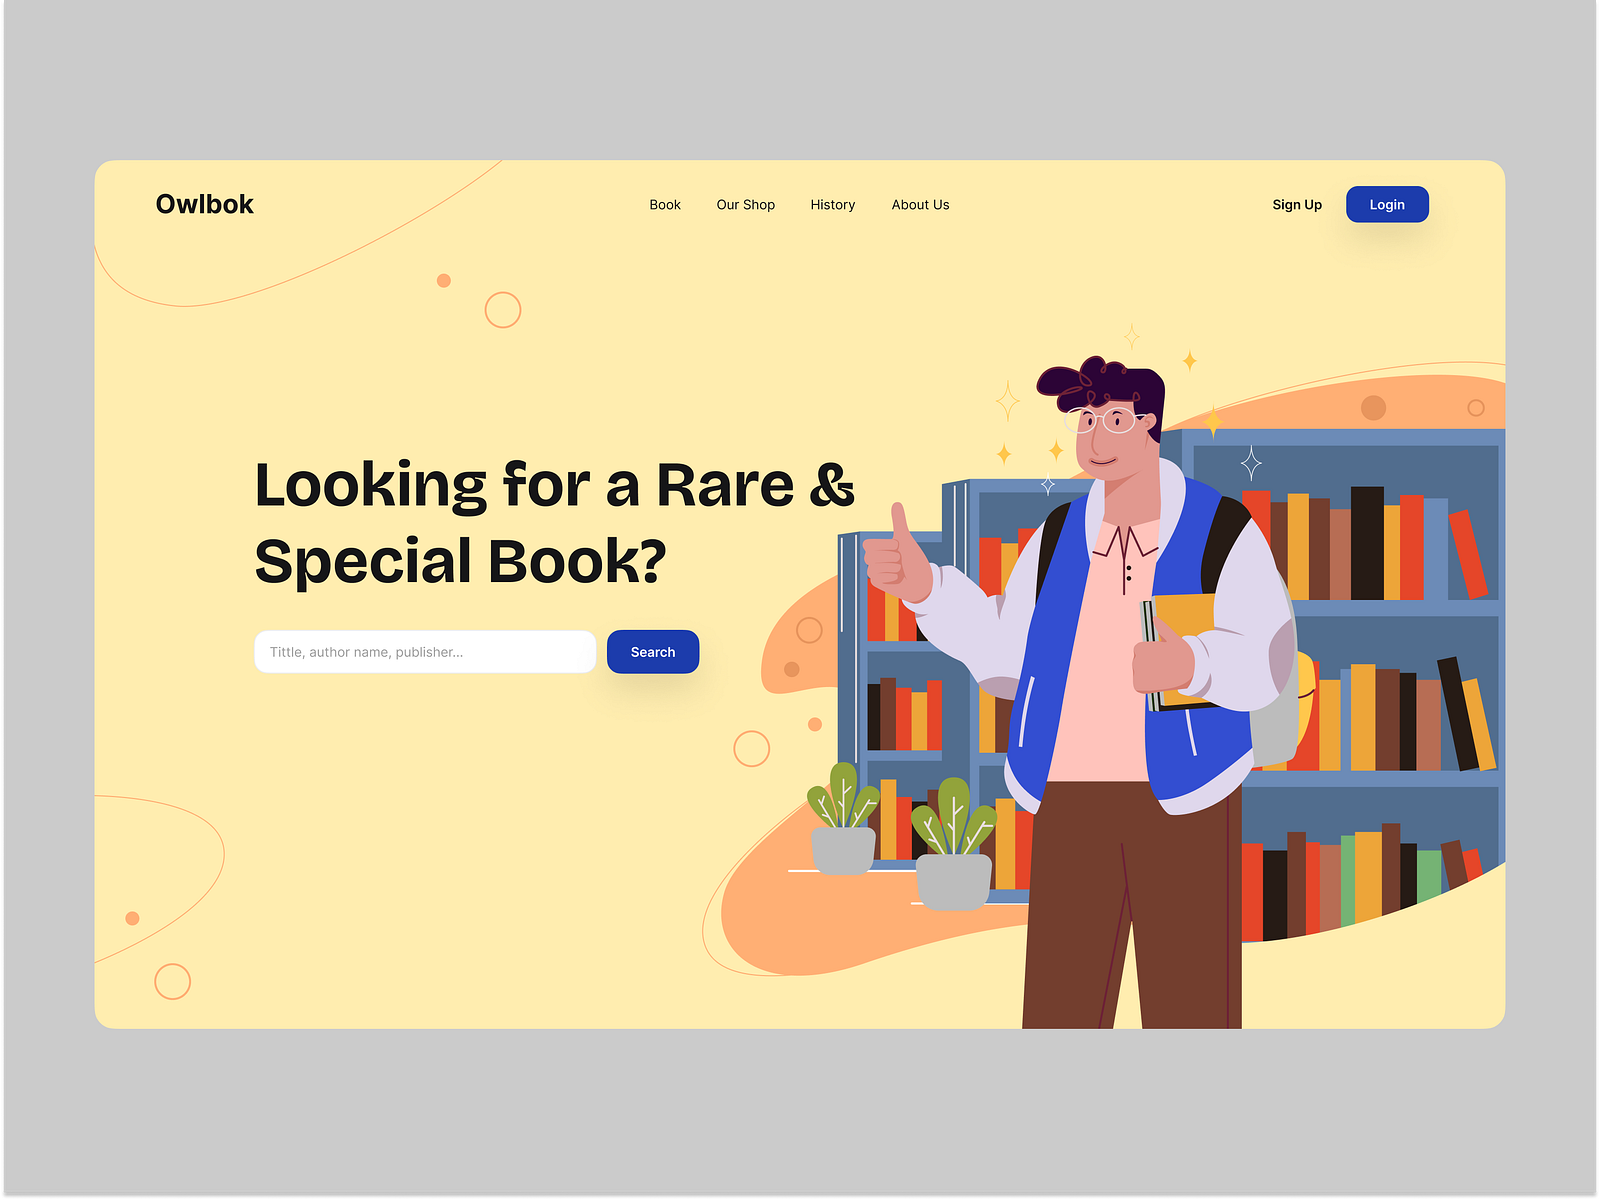 Owlbok
Book
Our Shop
History
About Us
Sign Up
Login
Looking for a Rare &
Special Book?
Tittle, author name, publisher...
Search